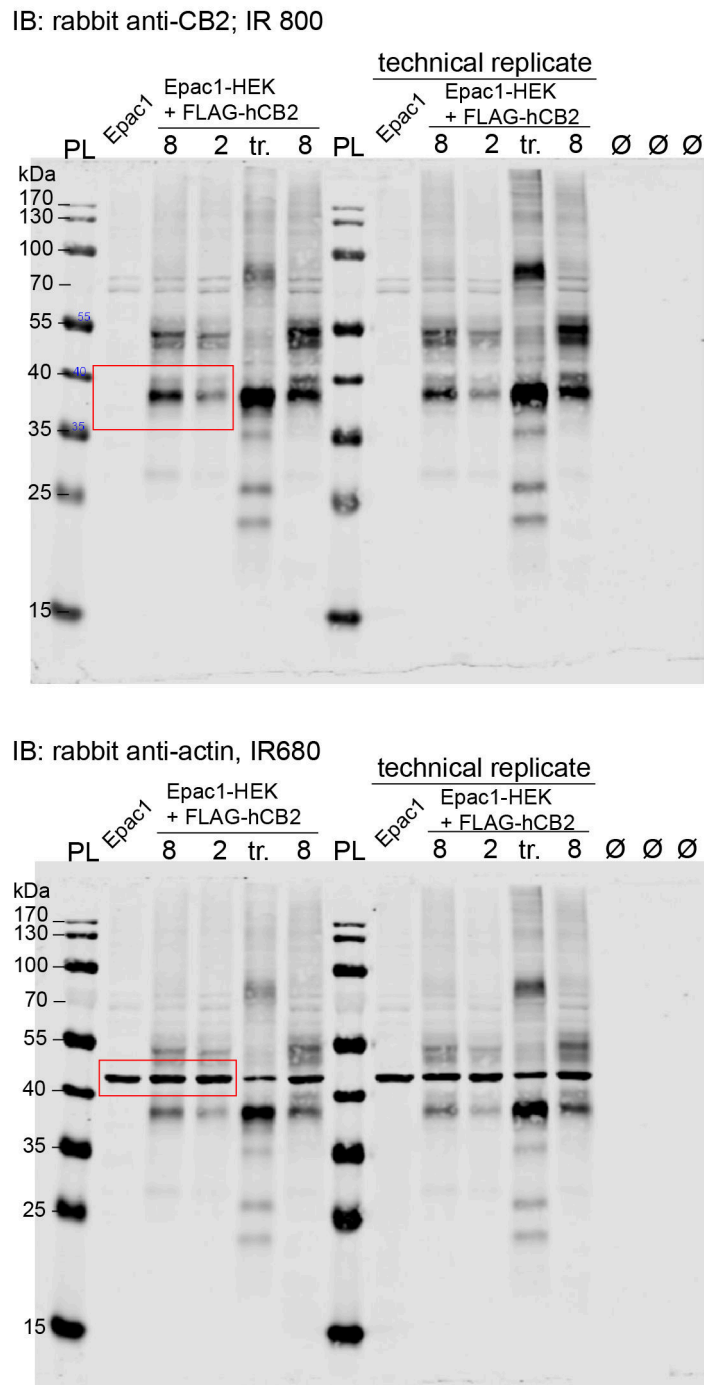 IB: rabbit anti-CB2; IR 800
technical replicate
Epac1 Epac1-HEK Epac1 Epac1-HEK
+ FLAG-hCB2 + FLAG-hCB2
PL 8 2 tr. 8 PL 8 2 tr. 8 Ø Ø Ø
kDa
170
130
100
70
55 55
40 40
35 35
25
15
IB: rabbit anti-actin, IR680
technical replicate
Epac1 Epac1-HEK Epac1 Epac1-HEK
+ FLAG-hCB2 + FLAG-hCB2
PL 8 2 tr. 8 PL 8 2 tr. 8 Ø Ø Ø
kDa
170
130
100
70
55
40
35
25
15